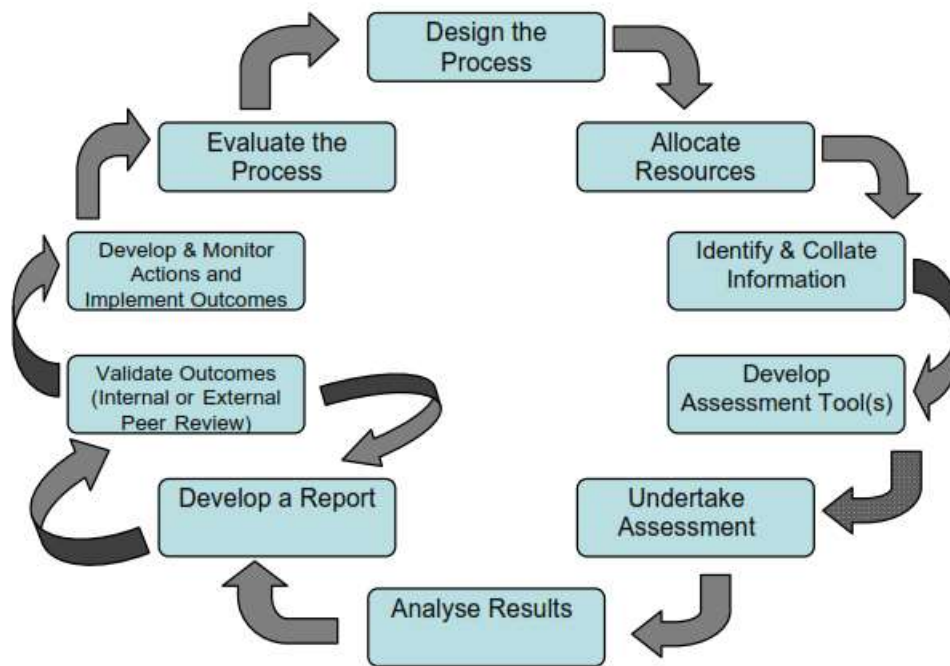 Design the
Process
Allocate
Resources
Identify & Collate
Information
Develop
Assessment Tool(s)
Undertake
Assessment
Analyse Results
Develop a Report
Validate Outcomes
(Internal or External
Peer Review)
Develop & Monitor
Actions and
Implement Outcomes
Evaluate the
Process